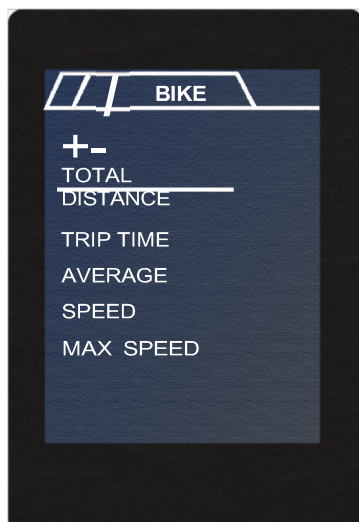 BIKE
+-
TOTAL
DISTANCE
TRIP TIME
AVERAGE
SPEED
MAX SPEED